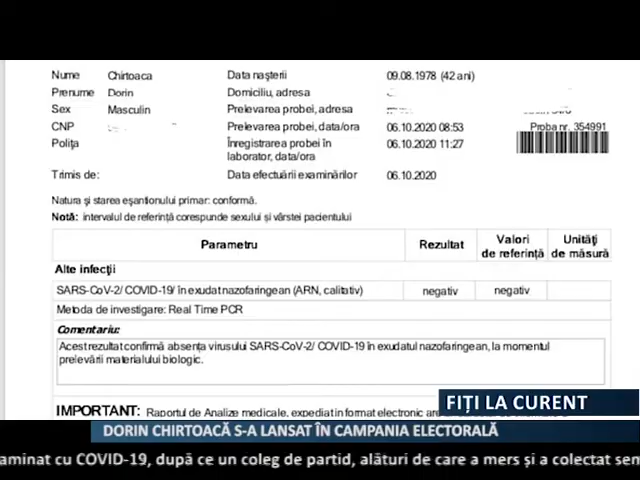 Nume Chirtoaca Data nașterii 09.08.1978 (42 ani)
Prenume Dorin Domiciliu, adresa
Sex Masculin Prelevarea probei, adresa
CNP Prelevarea probei, data/ora 06.10.2020 08:53 Proba nr. 354991
Polița Înregistrarea probei în laborator, data/ora 06.10.2020 11:27
Trimis de: Data efectuării examinărilor 06.10.2020
Natura și starea eșantionului primar: conformă.
Notă: intervalul de referință corespunde sexului și vârstei pacientului
Parametru Rezultat Valori de referință Unități de măsură
Alte infecții
SARS-CoV-2/ COVID-19/ în exudat nazofaringean (ARN, calitativ) negativ negativ
Metoda de investigare: Real Time PCR
Comentariu:
Acest rezultat confirmă absența virusului SARS-CoV-2/ COVID-19 în exudatul nazofaringean, la momentul
prelevării materialului biologic.
IMPORTANT: Raportul de Analize medicale, expediat in format electronic are
FIȚI LA CURENT
DORIN CHIRTOACĂ S-A LANSAT ÎN CAMPANIA ELECTORALĂ
aminat cu COVID-19, după ce un coleg de partid, alături de care a mers și a colectat sem